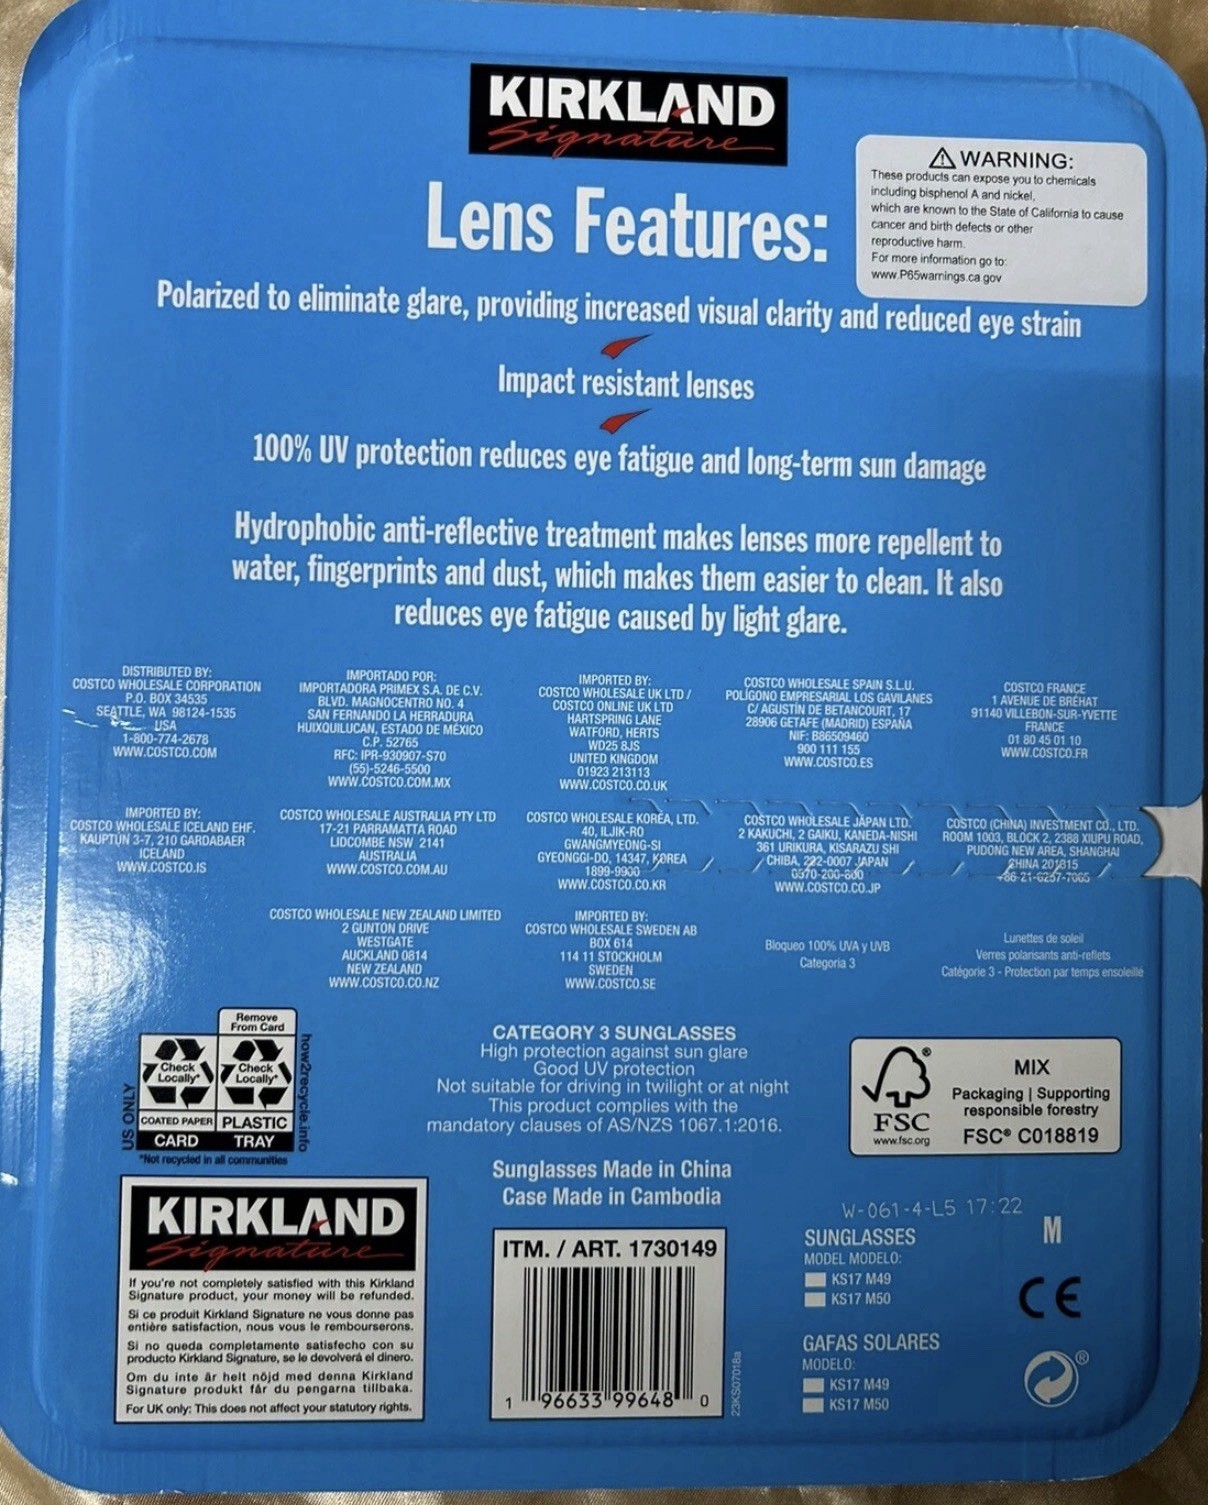 KIRKLAND
Signature
WARNING:
These products can expose you to chemicals
including bisphenol A and nickel,
which are known to the State of California to cause
cancer and birth defects or other
reproductive harm.
For more information go to:
www.P65warnings.ca.gov
Lens Features:
Polarized to eliminate glare, providing increased visual clarity and reduced eye strain
Impact resistant lenses
100% UV protection reduces eye fatigue and long-term sun damage
Hydrophobic anti-reflective treatment makes lenses more repellent to
water, fingerprints and dust, which makes them easier to clean. It also
reduces eye fatigue caused by light glare.
DISTRIBUTED BY:
COSTCO WHOLESALE CORPORATION
P.O. BOX 34535
SEATTLE, WA 98124-1535
USA
1-800-774-2678
WWW.COSTCO.COM
IMPORTADO POR:
IMPORTADORA PRIMEX S.A. DE C.V.
BLVD. MAGNOCENTRO NO. 4
SAN FERNANDO LA HERRADURA
HUIXQUILUCAN, ESTADO DE MÉXICO
C.P. 52765
RFC: IPR-930907-S70
(55)-5246-5500
WWW.COSTCO.COM.MX
IMPORTED BY:
COSTCO WHOLESALE UK LTD /
COSTCO ONLINE UK LTD
HARTSPRING LANE
WATFORD, HERTS
WD25 8JS
UNITED KINGDOM
01923 213113
WWW.COSTCO.CO.UK
COSTCO WHOLESALE SPAIN S.L.U.
POLÍGONO EMPRESARIAL LOS GAVILANES
C/ AGUSTÍN DE BETANCOURT, 17
28906 GETAFE (MADRID) ESPAÑA
NIF: B86509460
900 111 155
WWW.COSTCO.ES
COSTCO FRANCE
1 AVENUE DE BRÉHAT
91140 VILLEBON-SUR-YVETTE
FRANCE
01 80 45 01 10
WWW.COSTCO.FR
IMPORTED BY:
COSTCO WHOLESALE ICELAND EHF.
KAUPTÚN 3-7, 210 GARDABAER
ICELAND
WWW.COSTCO.IS
COSTCO WHOLESALE AUSTRALIA PTY LTD
17-21 PARRAMATTA ROAD
LIDCOMBE NSW 2141
AUSTRALIA
WWW.COSTCO.COM.AU
COSTCO WHOLESALE KOREA, LTD.
40, ILJIK-RO
GWANGMYEONG-SI
GYEONGGI-DO, 14347, KOREA
1899-9900
WWW.COSTCO.CO.KR
COSTCO WHOLESALE JAPAN LTD.
2 KAKUCHI, 2 GAIKU, KANEDA-NISHI
361 URIKURA, KISARAZU SHI
CHIBA, 292-0007 JAPAN
0570-200-800
WWW.COSTCO.CO.JP
COSTCO (CHINA) INVESTMENT CO., LTD.
ROOM 1003, BLOCK 2, 2388 XIUPU ROAD,
PUDONG NEW AREA, SHANGHAI
CHINA 201315
+86-21-6257-7065
COSTCO WHOLESALE NEW ZEALAND LIMITED
2 GUNTON DRIVE
WESTGATE
AUCKLAND 0814
NEW ZEALAND
WWW.COSTCO.CO.NZ
IMPORTED BY:
COSTCO WHOLESALE SWEDEN AB
BOX 614
114 11 STOCKHOLM
SWEDEN
WWW.COSTCO.SE
Bloqueo 100% UVA y UVB
Categoria 3
Lunettes de soleil
Verres polarisants anti-reflets
Catégorie 3 - Protection par temps ensoleillé
US ONLY
Remove
From Card
Check
Locally*
Check
Locally*
COATED PAPER
PLASTIC
CARD
TRAY
how2recycle.info
*Not recycled in all communities
CATEGORY 3 SUNGLASSES
High protection against sun glare
Good UV protection
Not suitable for driving in twilight or at night
This product complies with the
mandatory clauses of AS/NZS 1067.1:2016.
Sunglasses Made in China
Case Made in Cambodia
FSC®
www.fsc.org
MIX
Packaging | Supporting
responsible forestry
FSC® C018819
KIRKLAND
Signature
If you're not completely satisfied with this Kirkland
Signature product, your money will be refunded.
Si ce produit Kirkland Signature ne vous donne pas
entière satisfaction, nous vous le rembourserons.
Si no queda completamente satisfecho con su
producto Kirkland Signature, se le devolverá el dinero.
Om du inte är helt nöjd med denna Kirkland
Signature produkt får du pengarna tillbaka.
For UK only: This does not affect your statutory rights.
ITM. / ART. 1730149
1 96633 99648 0
23KS07018a
W-061-4-L5 17:22
SUNGLASSES
MODEL MODELO:
KS17 M49
KS17 M50
M
CE
GAFAS SOLARES
MODELO:
KS17 M49
KS17 M50
®